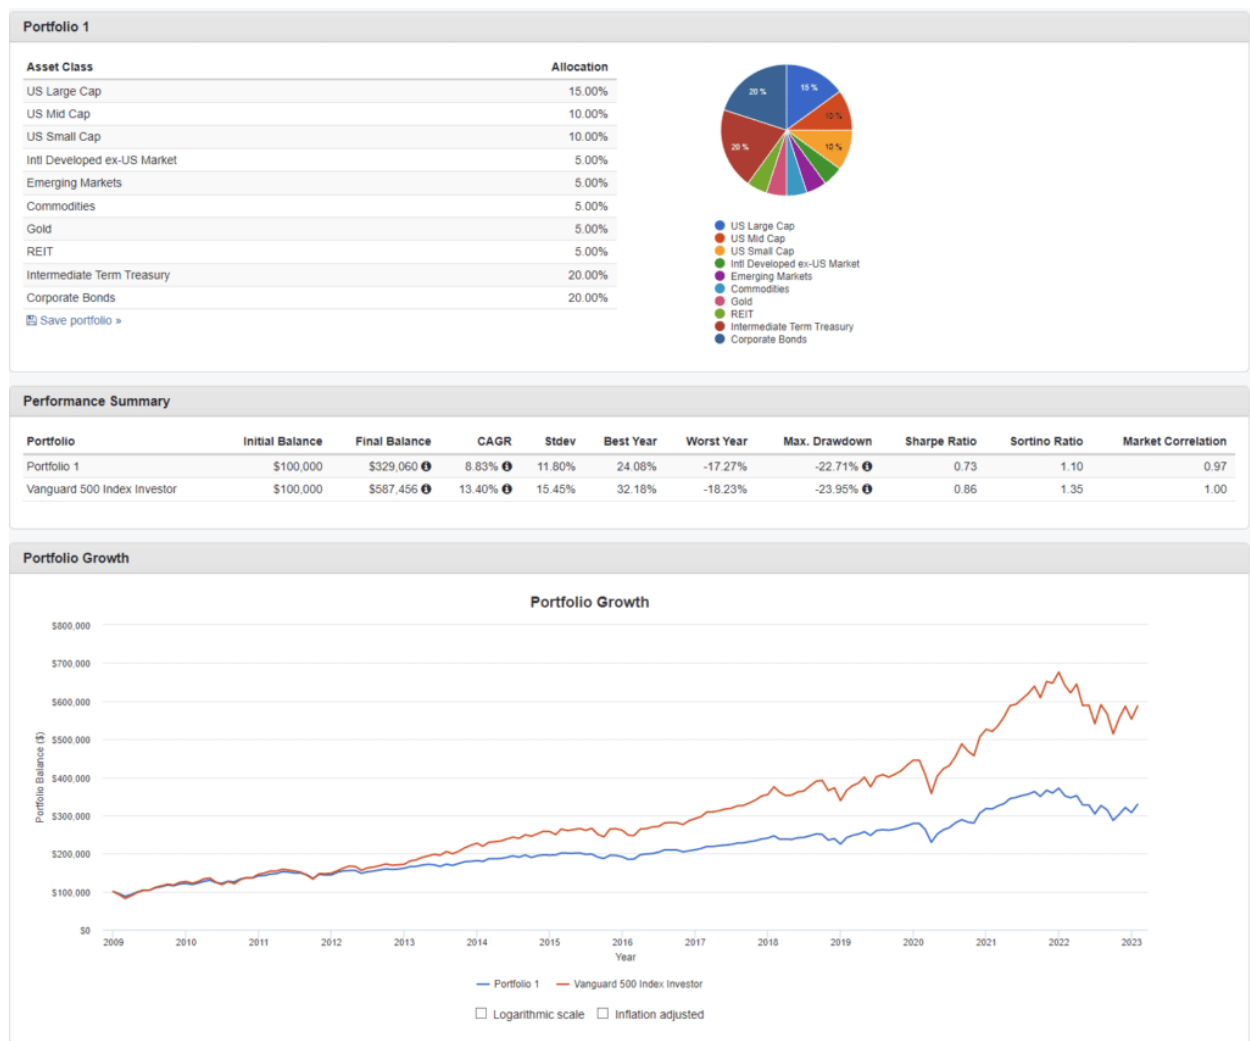 Portfolio 1
Asset Class Allocation
US Large Cap 15.00%
US Mid Cap 10.00%
US Small Cap 10.00%
Intl Developed ex-US Market 5.00%
Emerging Markets 5.00%
Commodities 5.00%
Gold 5.00%
REIT 5.00%
Intermediate Term Treasury 20.00%
Corporate Bonds 20.00%
Save portfolio »
20 % 15 %
10 %
20 % 10 %
US Large Cap
US Mid Cap
US Small Cap
Intl Developed ex-US Market
Emerging Markets
Commodities
Gold
REIT
Intermediate Term Treasury
Corporate Bonds
Performance Summary
Portfolio Initial Balance Final Balance CAGR Stdev Best Year Worst Year Max. Drawdown Sharpe Ratio Sortino Ratio Market Correlation
Portfolio 1 $100,000 $329,060 8.83% 11.80% 24.08% -17.27% -22.71% 0.73 1.10 0.97
Vanguard 500 Index Investor $100,000 $587,456 13.40% 15.45% 32.18% -18.23% -23.95% 0.86 1.35 1.00
Portfolio Growth
Portfolio Growth
$800,000
$700,000
$600,000
$500,000
$400,000
$300,000
$200,000
$100,000
$0
Portfolio Balance ($)
2009 2010 2011 2012 2013 2014 2015 2016 2017 2018 2019 2020 2021 2022 2023
Year
Portfolio 1 Vanguard 500 Index Investor
Logarithmic scale Inflation adjusted